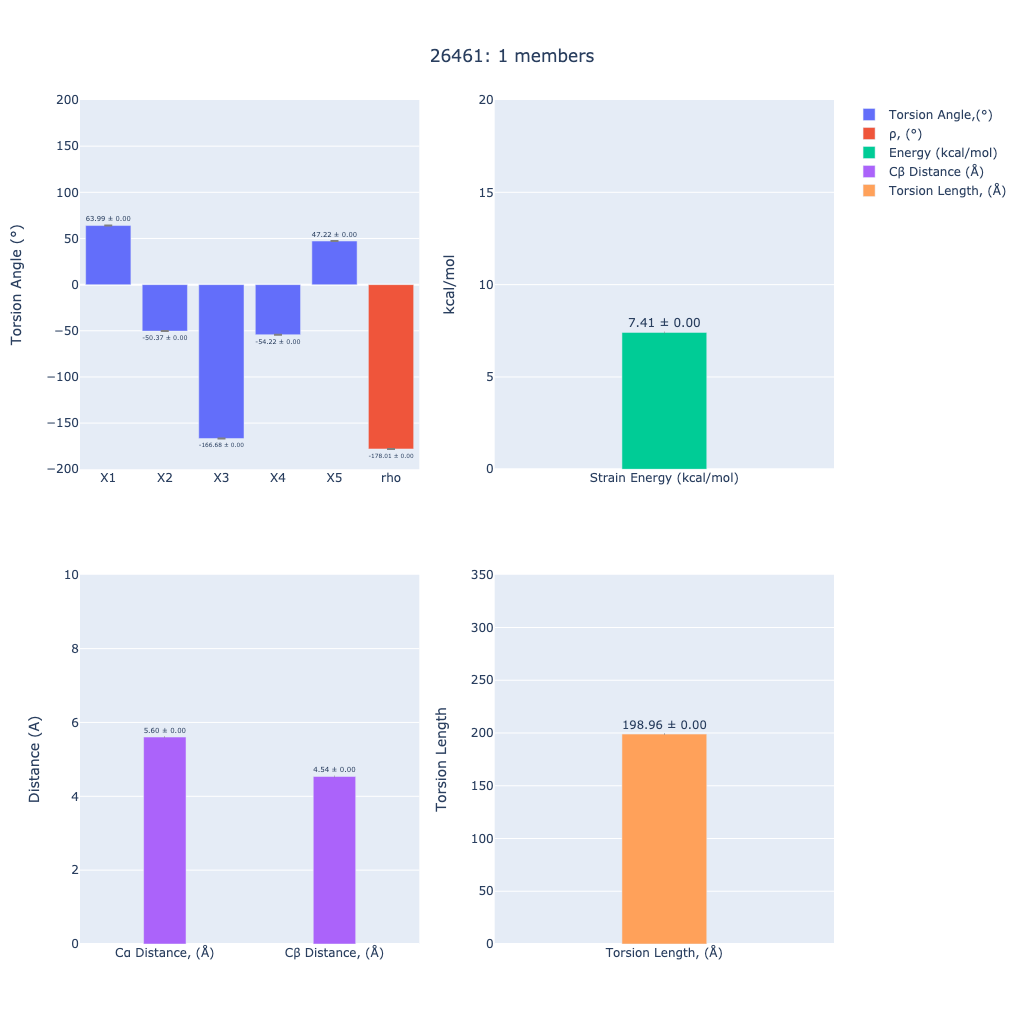 26461: 1 members
Torsion Angle (°)
200
150
100
50
0
−50
−100
−150
−200
63.99 ± 0.00
-50.37 ± 0.00
-166.68 ± 0.00
-54.22 ± 0.00
47.22 ± 0.00
-178.01 ± 0.00
X1 X2 X3 X4 X5 rho
kcal/mol
20
15
10
5
0
7.41 ± 0.00
Strain Energy (kcal/mol)
Torsion Angle,(°)
ρ, (°)
Energy (kcal/mol)
Cβ Distance (Å)
Torsion Length, (Å)
Distance (A)
10
8
6
4
2
0
5.60 ± 0.00
4.54 ± 0.00
Cα Distance, (Å) Cβ Distance, (Å)
Torsion Length
350
300
250
200
150
100
50
0
198.96 ± 0.00
Torsion Length, (Å)